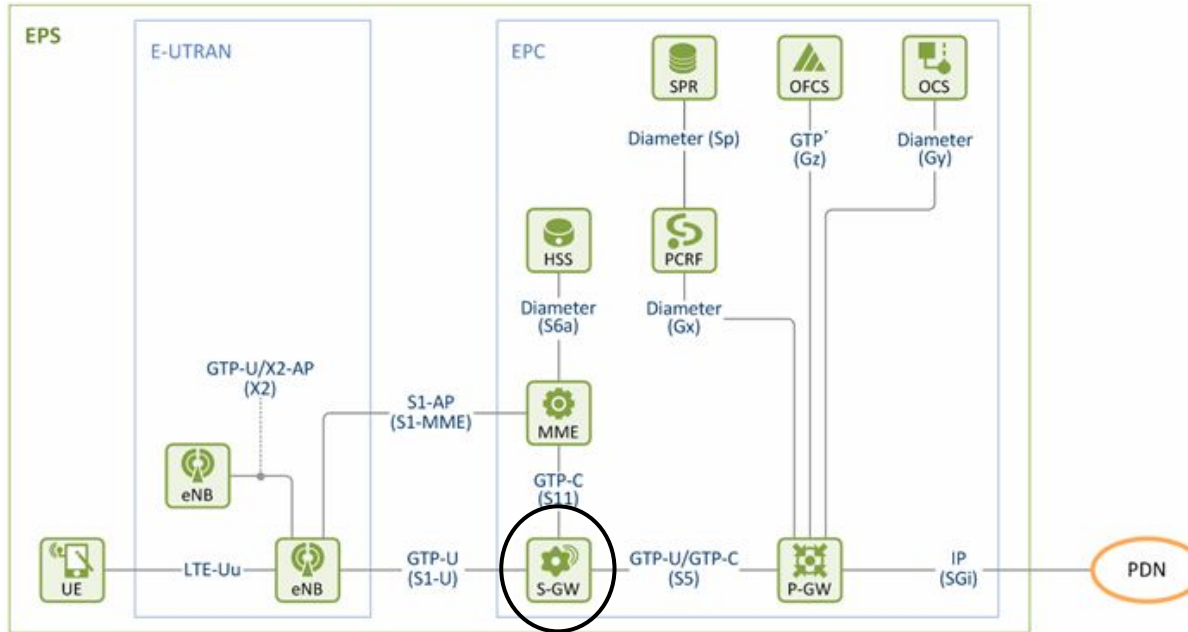 EPS
E-UTRAN
EPC
SPR
OFCS
OCS
Diameter (Sp)
GTP´
(Gz)
Diameter
(Gy)
HSS
PCRF
Diameter
(S6a)
Diameter
(Gx)
GTP-U/X2-AP
(X2)
S1-AP
(S1-MME)
MME
eNB
GTP-C
(S11)
UE
LTE-Uu
eNB
GTP-U
(S1-U)
S-GW
GTP-U/GTP-C
(S5)
P-GW
IP
(SGi)
PDN